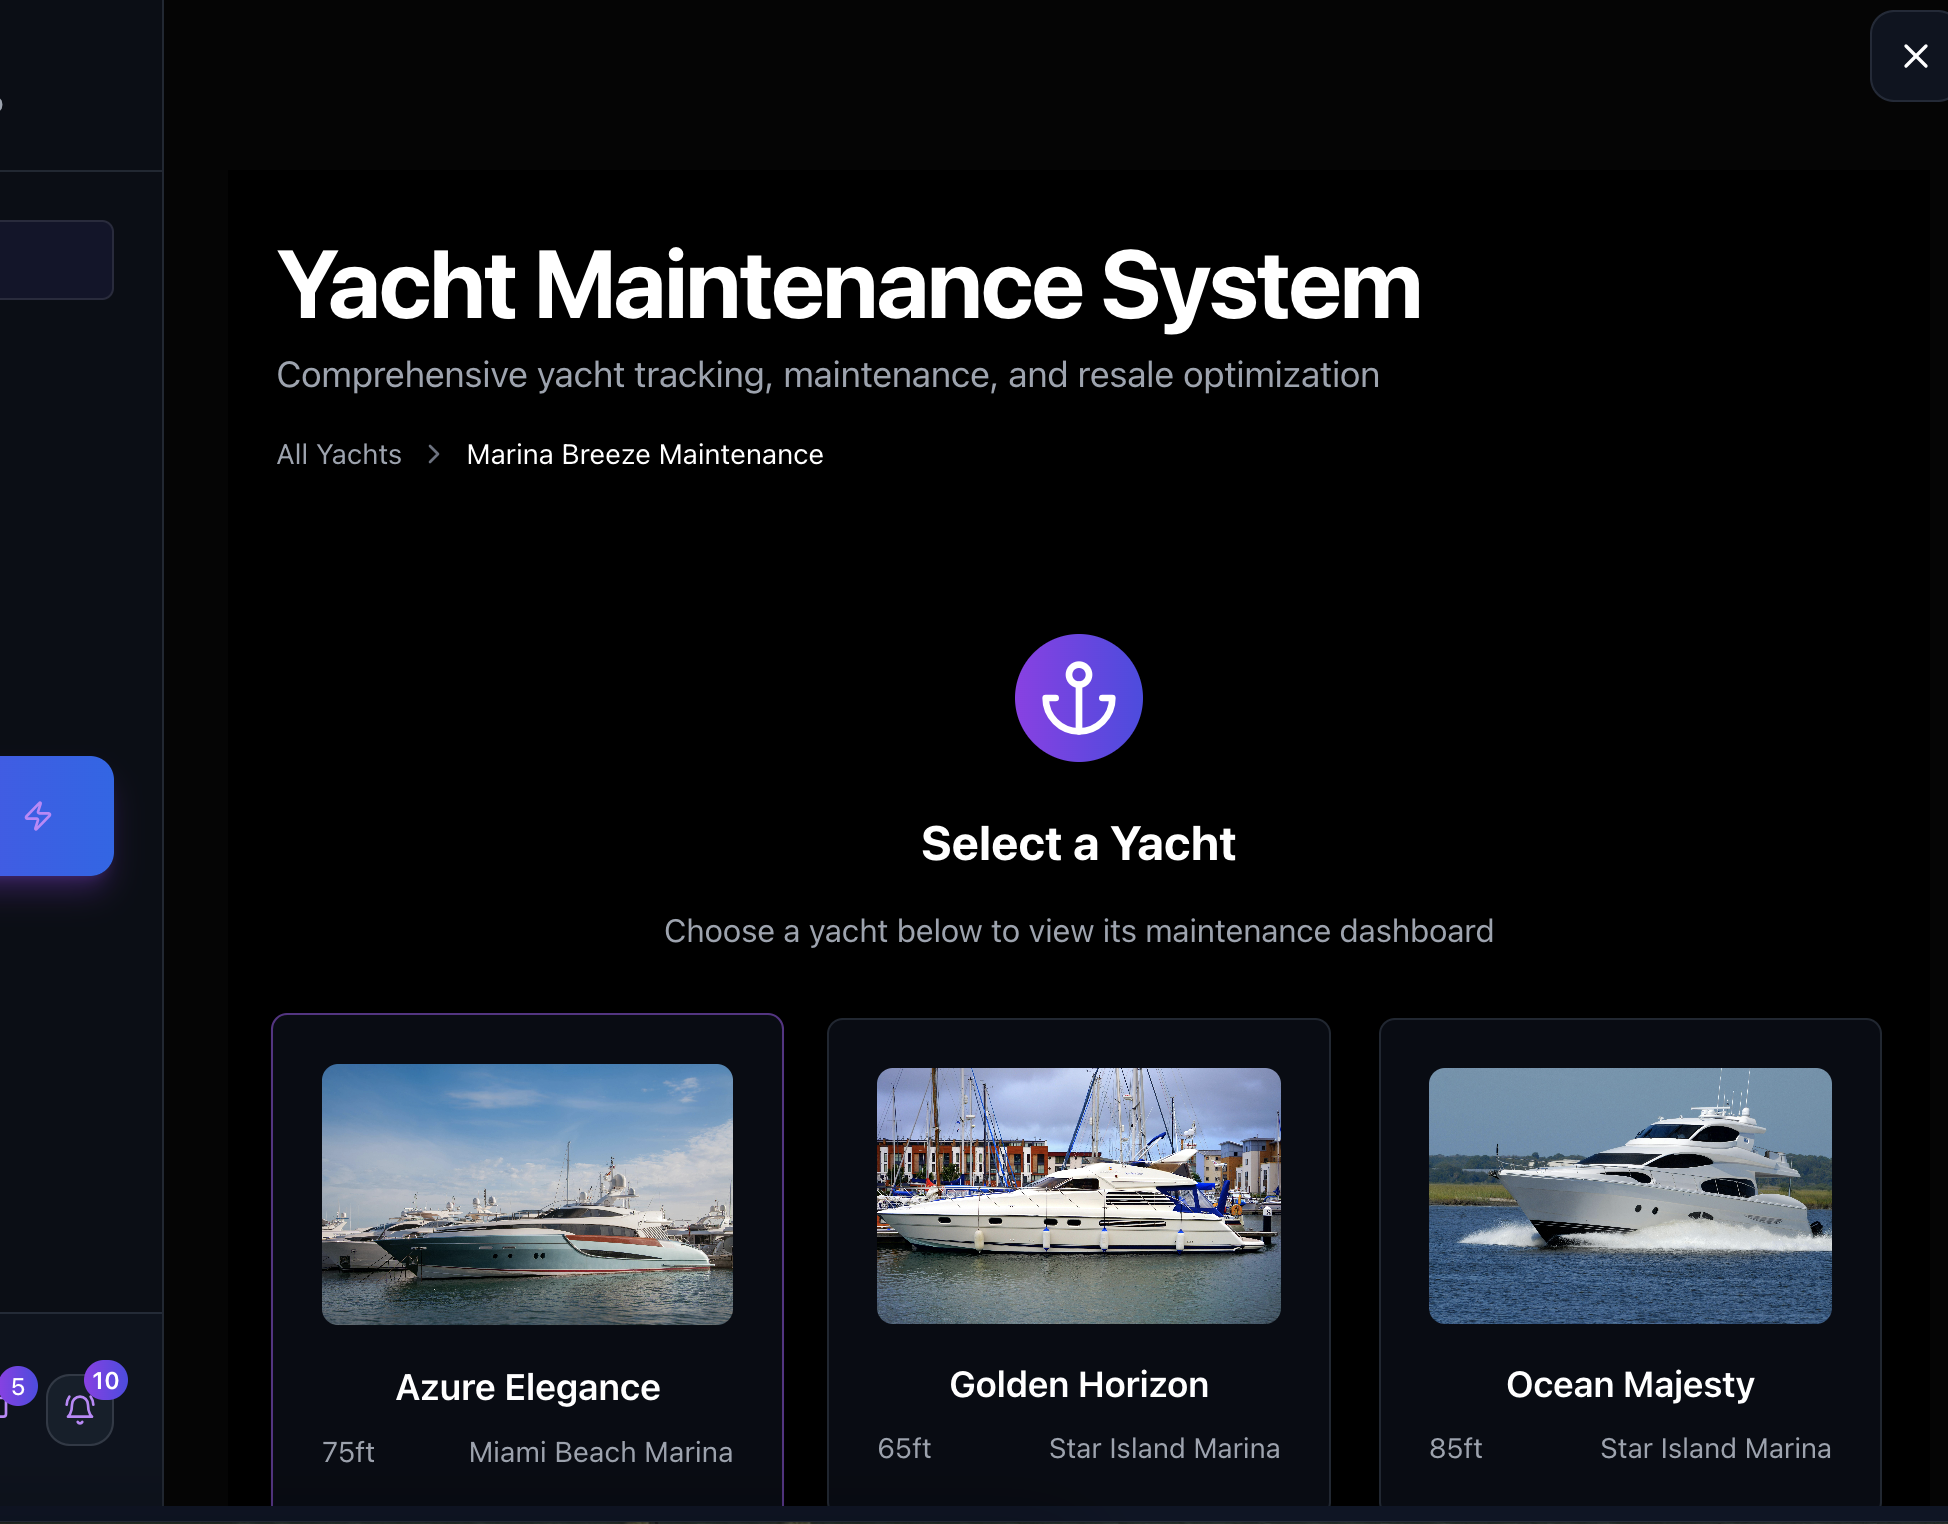 Yacht Maintenance System
Comprehensive yacht tracking, maintenance, and resale optimization
All Yachts > Marina Breeze Maintenance
Select a Yacht
Choose a yacht below to view its maintenance dashboard
Azure Elegance
75ft Miami Beach Marina
Golden Horizon
65ft Star Island Marina
Ocean Majesty
85ft Star Island Marina
5
10